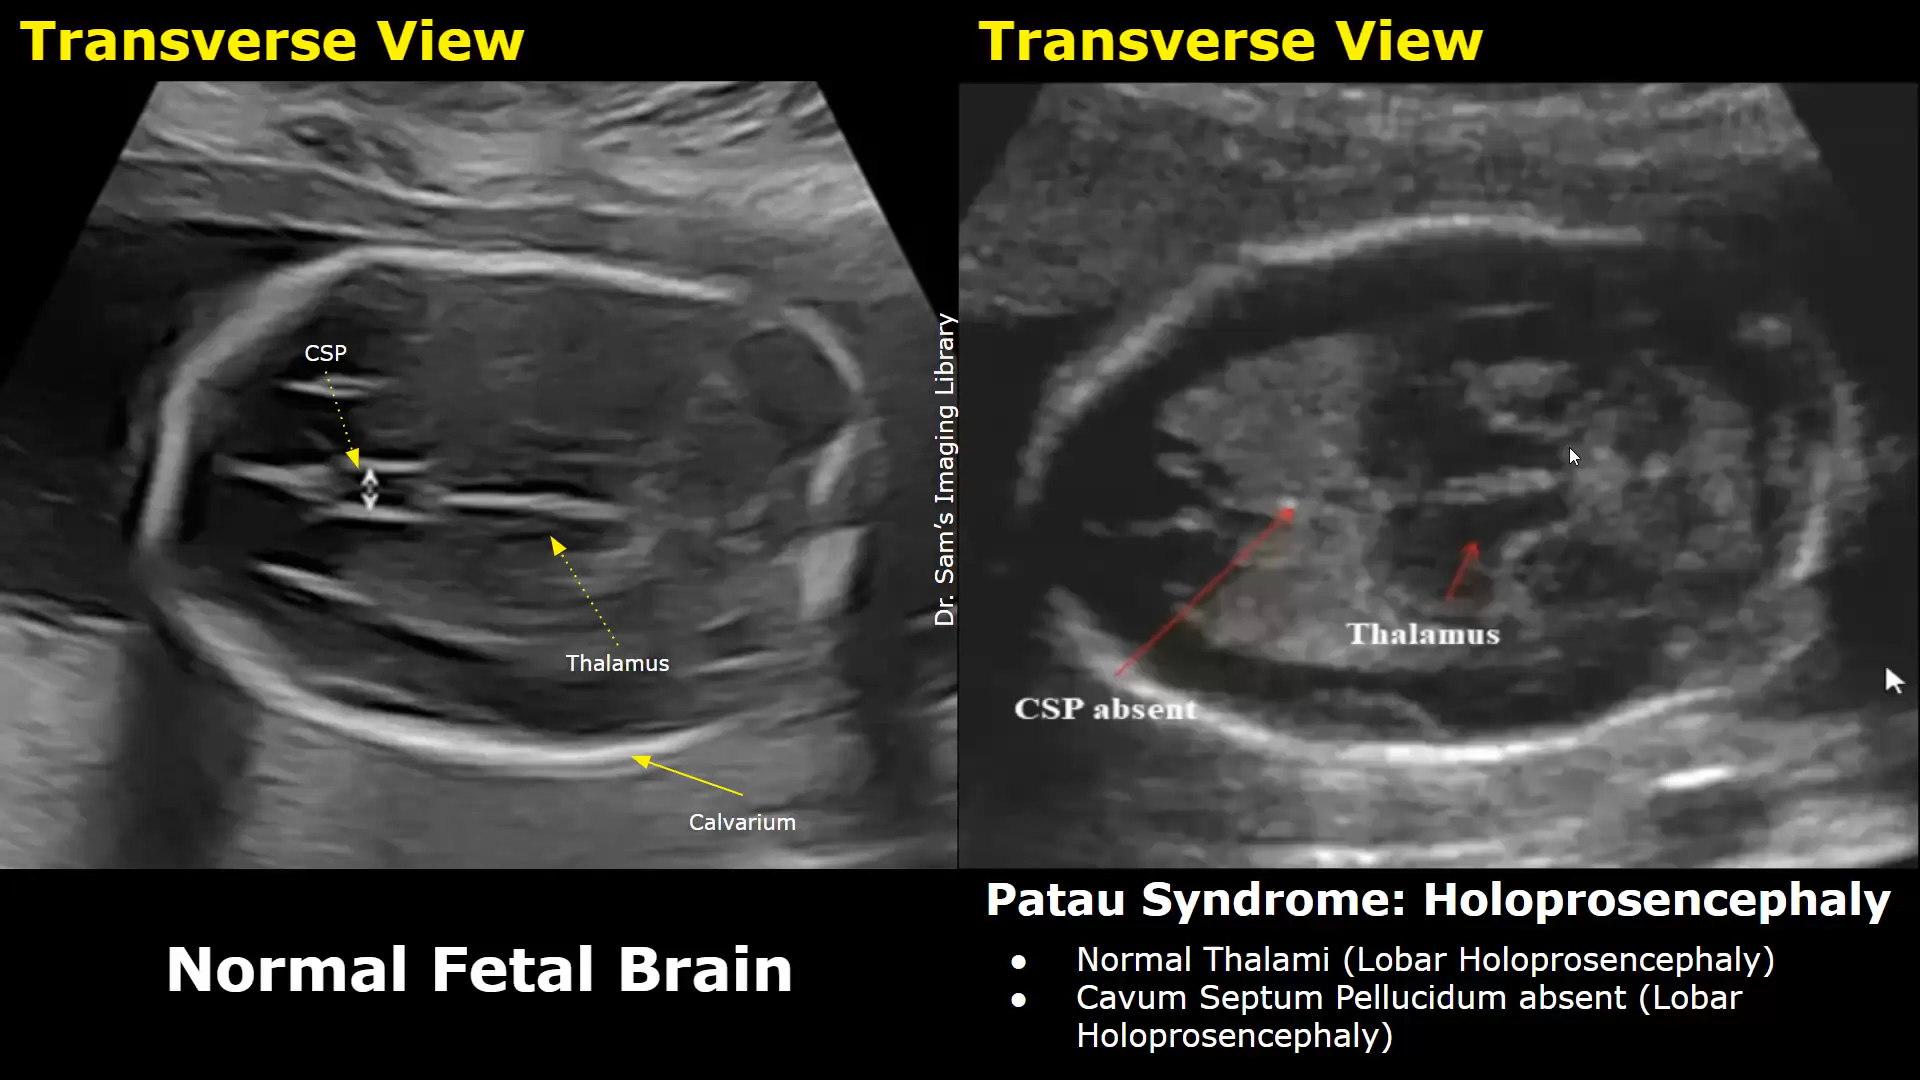 Transverse View
CSP
Thalamus
Calvarium
Normal Fetal Brain
Dr. Sam's Imaging Library
Transverse View
Thalamus
CSP absent
Patau Syndrome: Holoprosencephaly
● Normal Thalami (Lobar Holoprosencephaly)
● Cavum Septum Pellucidum absent (Lobar
Holoprosencephaly)